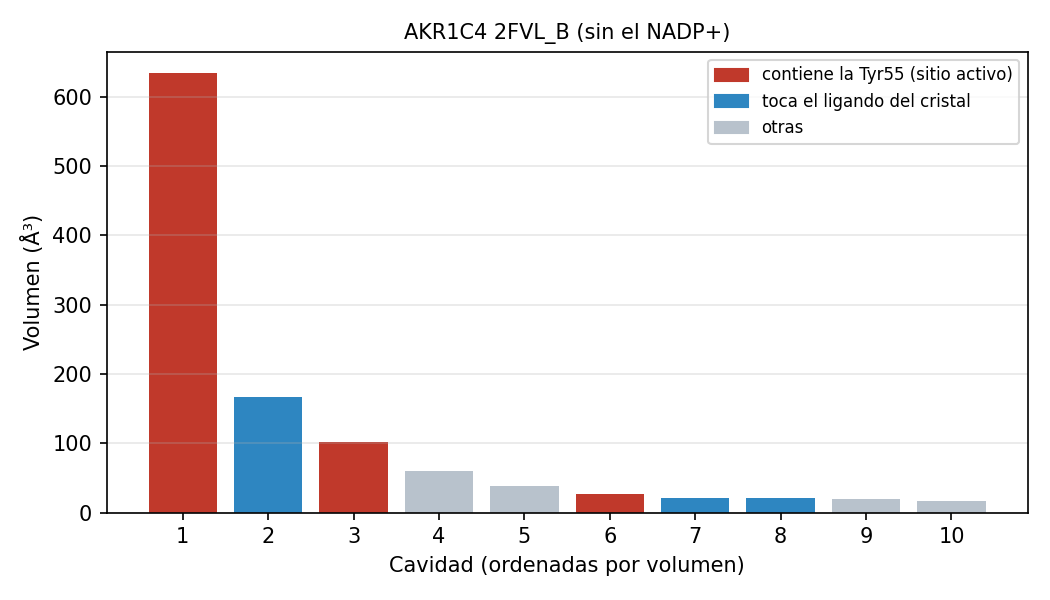 AKR1C4 2FVL_B (sin el NADP+)
contiene la Tyr55 (sitio activo)
toca el ligando del cristal
otras
Volumen (Å³)
600
500
400
300
200
100
0
1 2 3 4 5 6 7 8 9 10
Cavidad (ordenadas por volumen)